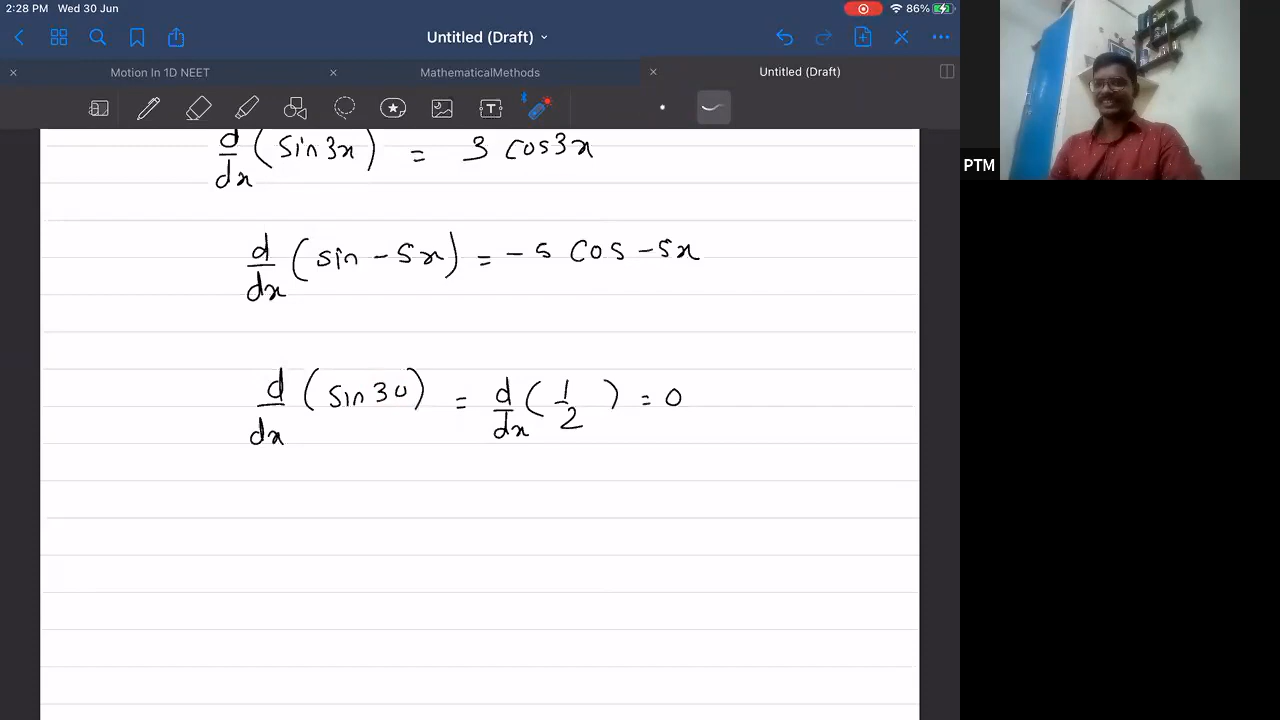 2:28 PM Wed 30 Jun 86%
Untitled (Draft)
Motion In 1D NEET MathematicalMethods Untitled (Draft)
d/dx (sin 3x) = 3 cos 3x
d/dx (sin - 5x) = - 5 cos - 5x
d/dx (sin 30) = d/dx (1/2) = 0
PTM